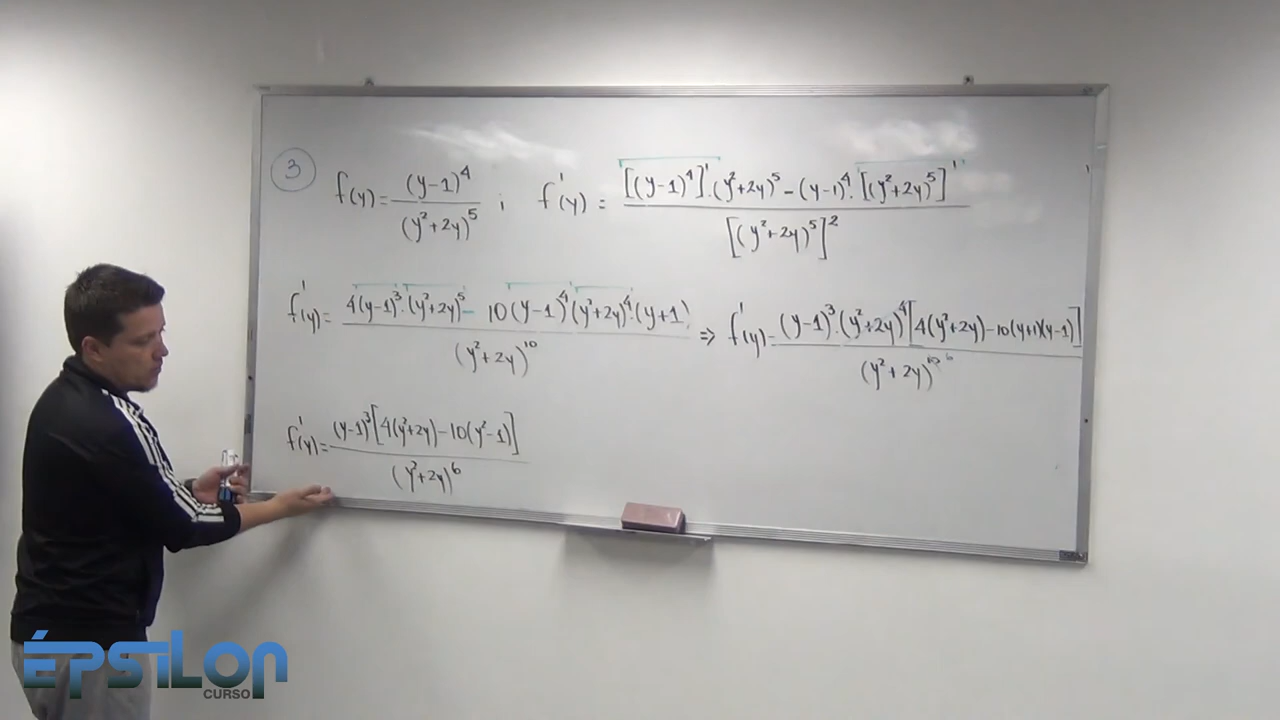 3 f(y) = (y-1)^4 / (y²+2y)^5 ; f'(y) = [(y-1)^4]'·(y²+2y)^5 - (y-1)^4·[(y²+2y)^5]' / [(y²+2y)^5]^2
f'(y) = 4(y-1)^3·(y²+2y)^5 - 10(y-1)^4(y²+2y)^4·(y+1) / (y²+2y)^10 ⇒ f'(y) = (y-1)^3·(y²+2y)^4[4(y²+2y)-10(y+1)(y-1)] / (y²+2y)^10 6
f'(y) = (y-1)^3[4(y²+2y)-10(y²-1)] / (y²+2y)^6
ÉPSILON
CURSO